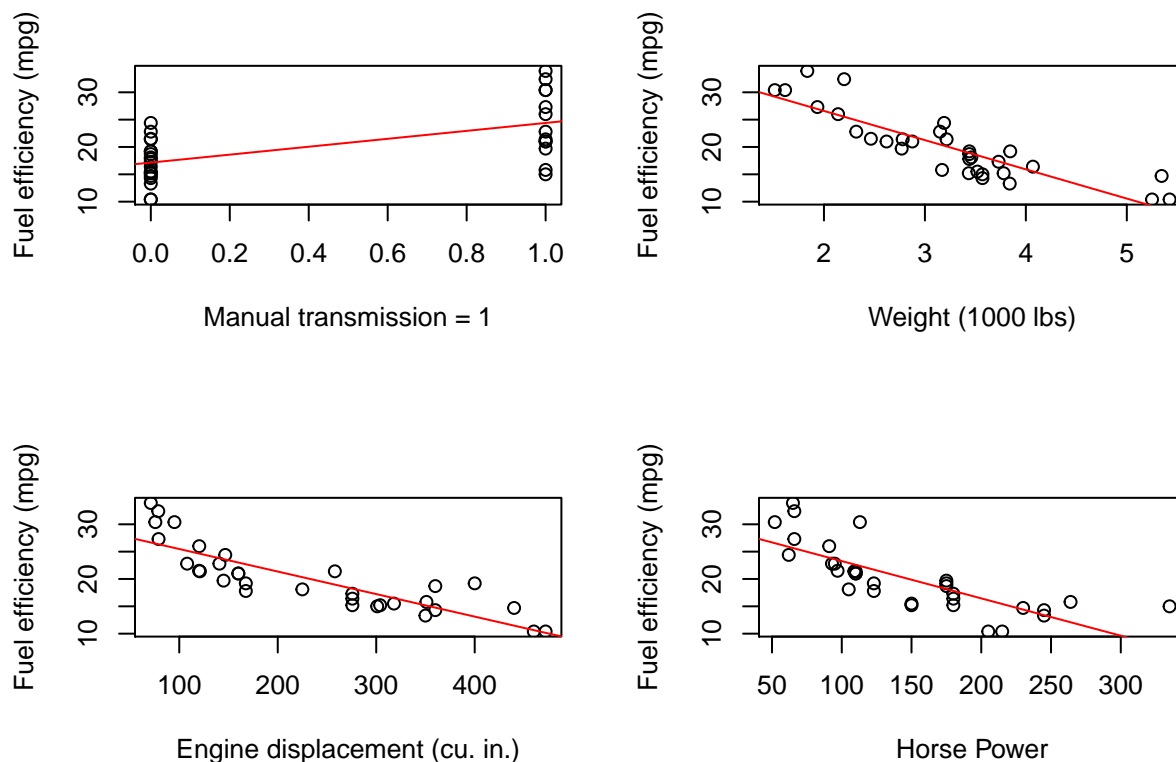 Fuel efficiency (mpg)
10 20 30
0.0 0.2 0.4 0.6 0.8 1.0
Manual transmission = 1
Fuel efficiency (mpg)
10 20 30
2 3 4 5
Weight (1000 lbs)
Fuel efficiency (mpg)
10 20 30
100 200 300 400
Engine displacement (cu. in.)
Fuel efficiency (mpg)
10 20 30
50 100 150 200 250 300
Horse Power